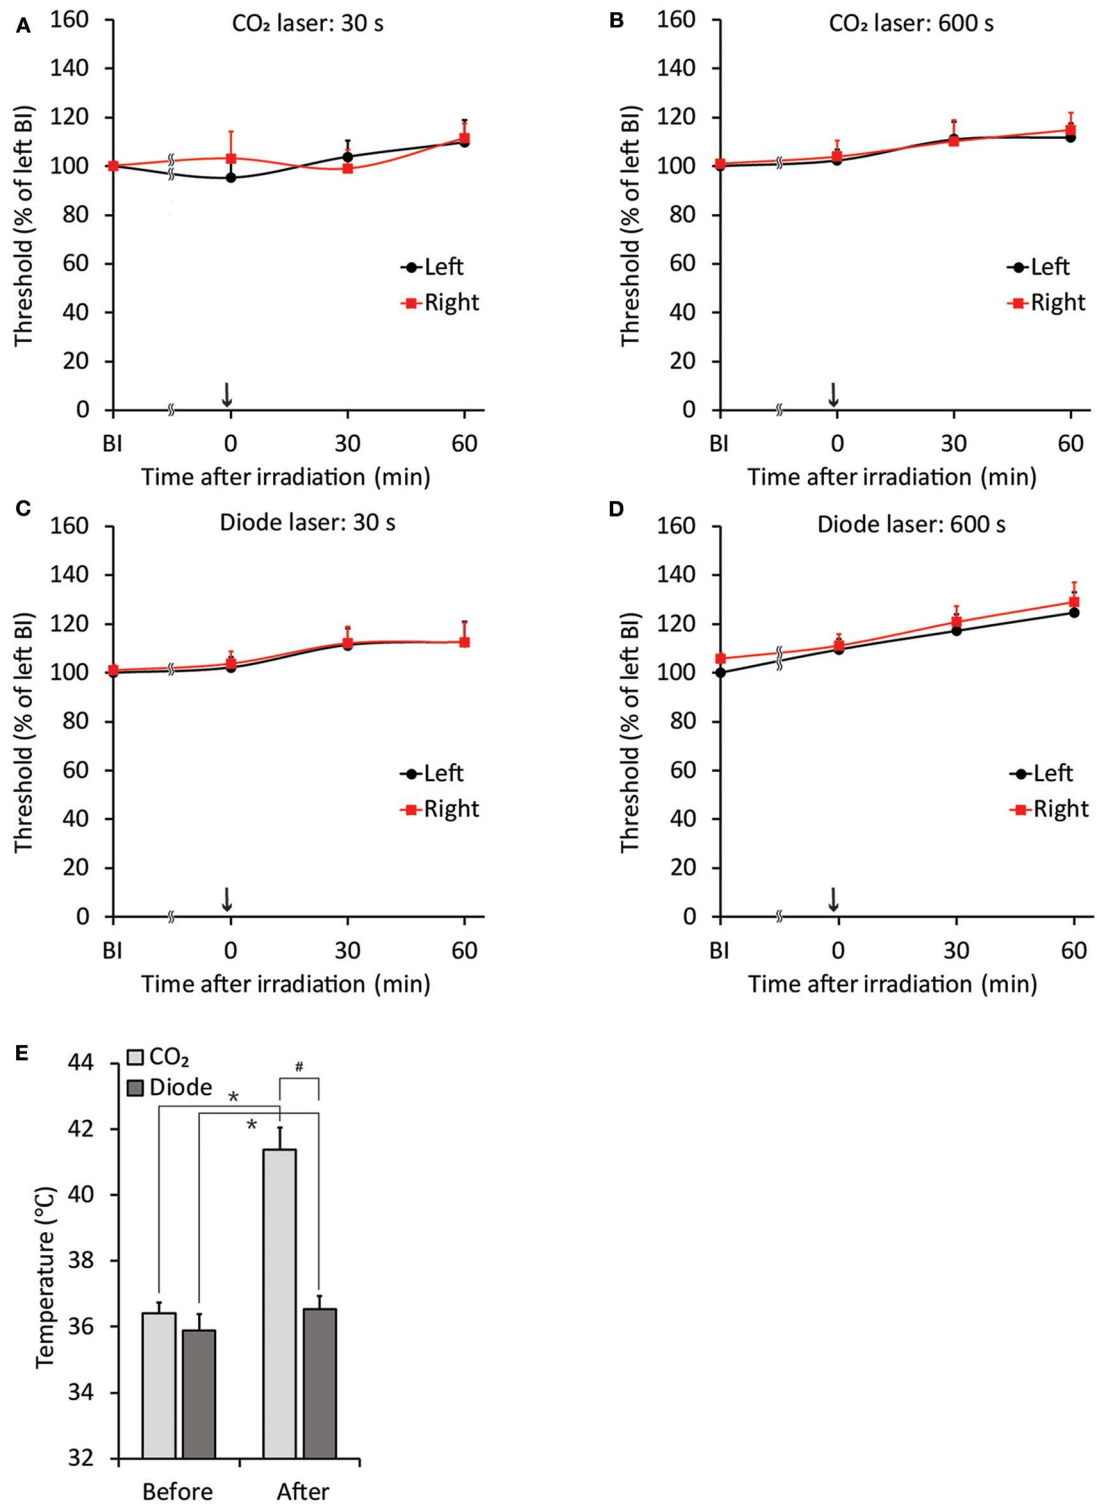 A
CO₂ laser: 30 s
Threshold (% of left BI)
160
140
120
100
80
60
40
20
0
Left
Right
BI 0 30 60
Time after irradiation (min)
B
CO₂ laser: 600 s
Threshold (% of left BI)
160
140
120
100
80
60
40
20
0
Left
Right
BI 0 30 60
Time after irradiation (min)
C
Diode laser: 30 s
Threshold (% of left BI)
160
140
120
100
80
60
40
20
0
Left
Right
BI 0 30 60
Time after irradiation (min)
D
Diode laser: 600 s
Threshold (% of left BI)
160
140
120
100
80
60
40
20
0
Left
Right
BI 0 30 60
Time after irradiation (min)
E
CO₂
Diode
Temperature (℃)
44
42
40
38
36
34
32
#
*
*
Before After